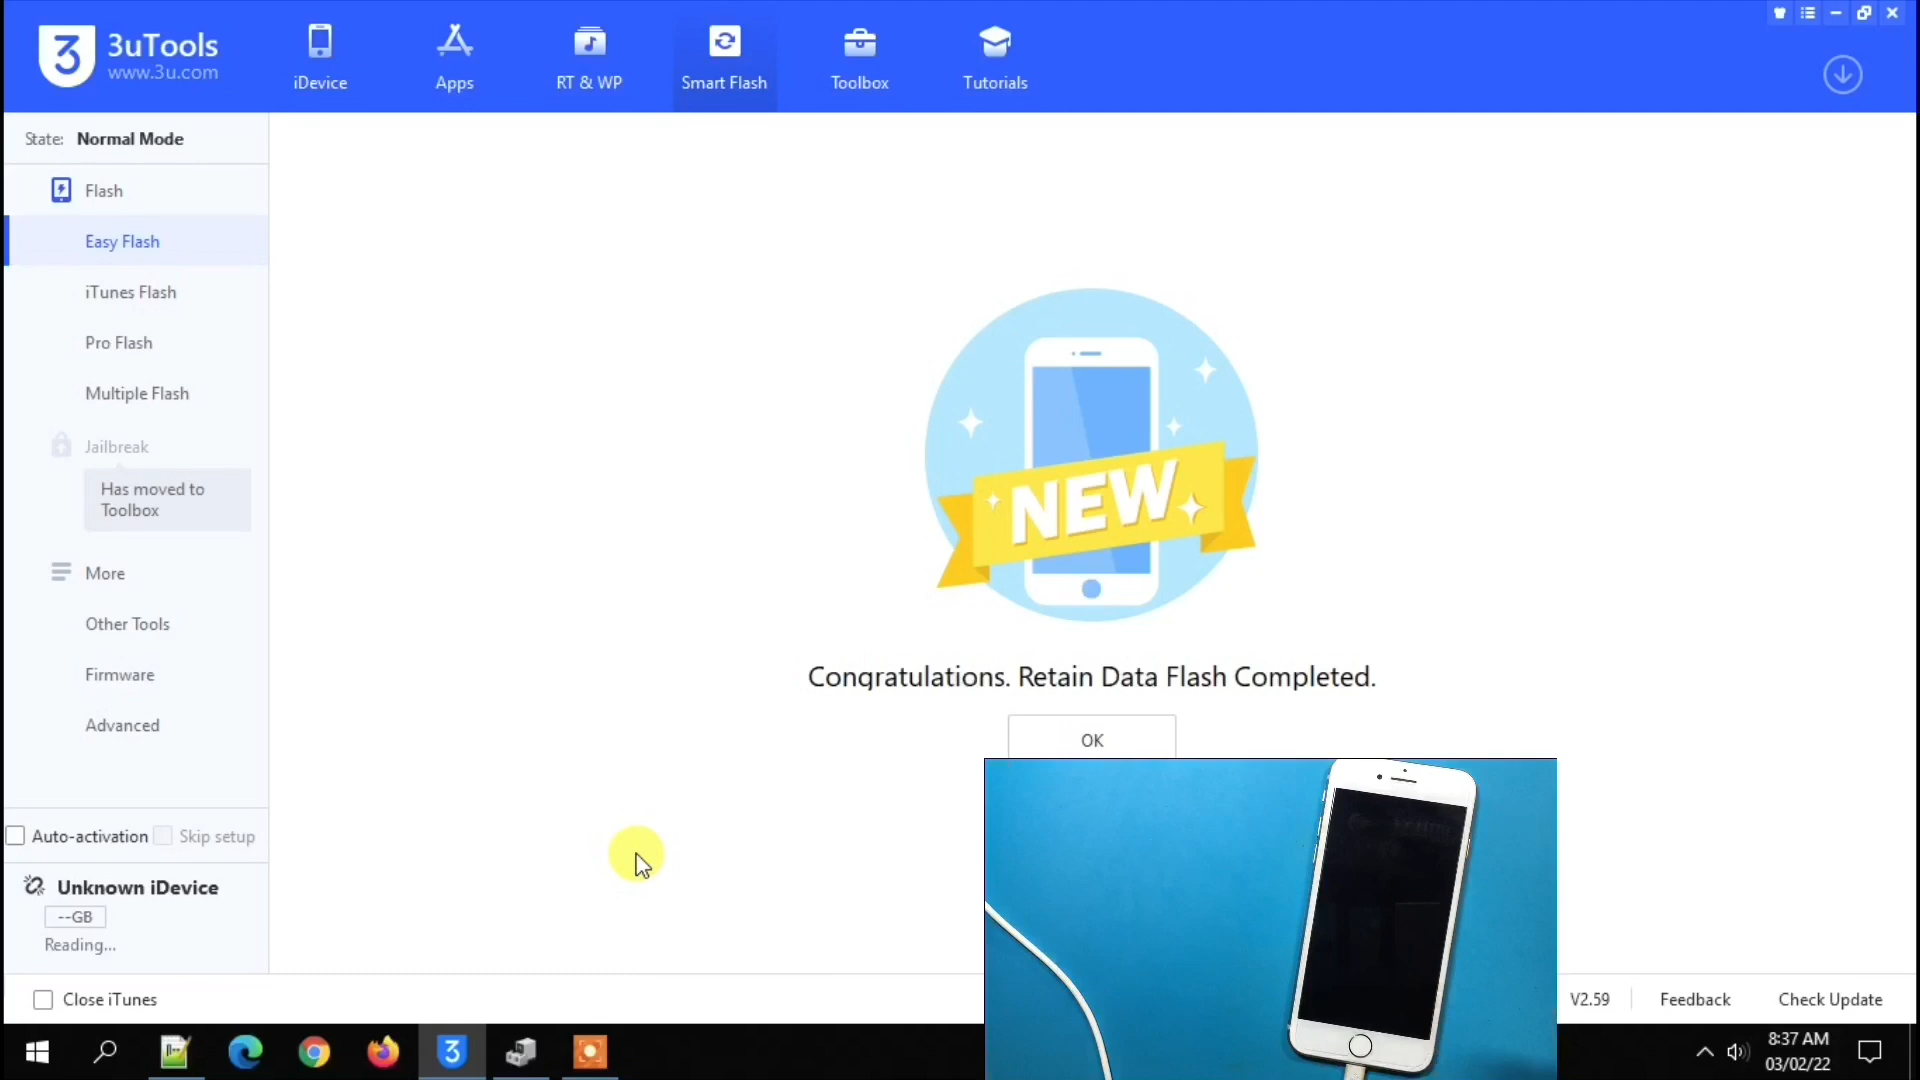 3 3uTools
www.3u.com
iDevice
Apps
RT & WP
Smart Flash
Toolbox
Tutorials
State: Normal Mode
Flash
Easy Flash
iTunes Flash
Pro Flash
Multiple Flash
Jailbreak
Has moved to
Toolbox
More
Other Tools
Firmware
Advanced
Auto-activation
Skip setup
Unknown iDevice
--GB
Reading...
NEW
Congratulations. Retain Data Flash Completed.
OK
Close iTunes
V2.59
Feedback
Check Update
3
8:37 AM
03/02/22